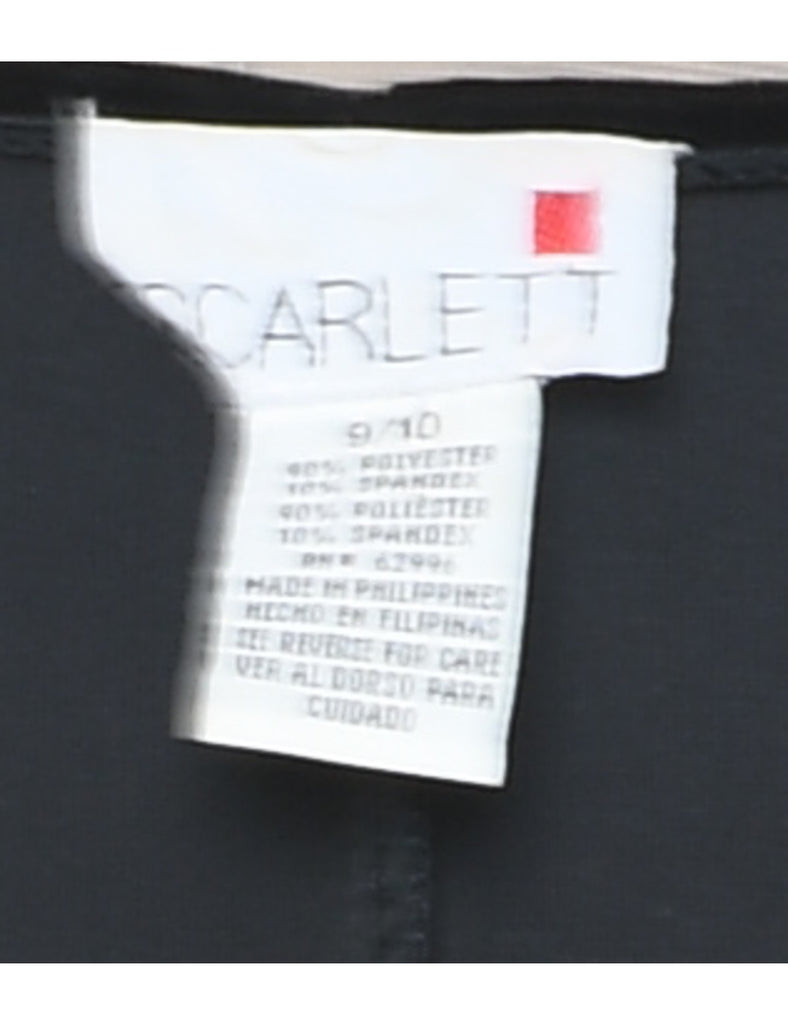 SCARLETT
9/10
90% POLYESTER
10% SPANDEX
90% POLIÈSTER
10% SPANDEX
RN# 62996
MADE IN PHILIPPINES
HECHO EN FILIPINAS
SEE REVERSE FOR CARE
VER AL DORSO PARA
CUIDADO